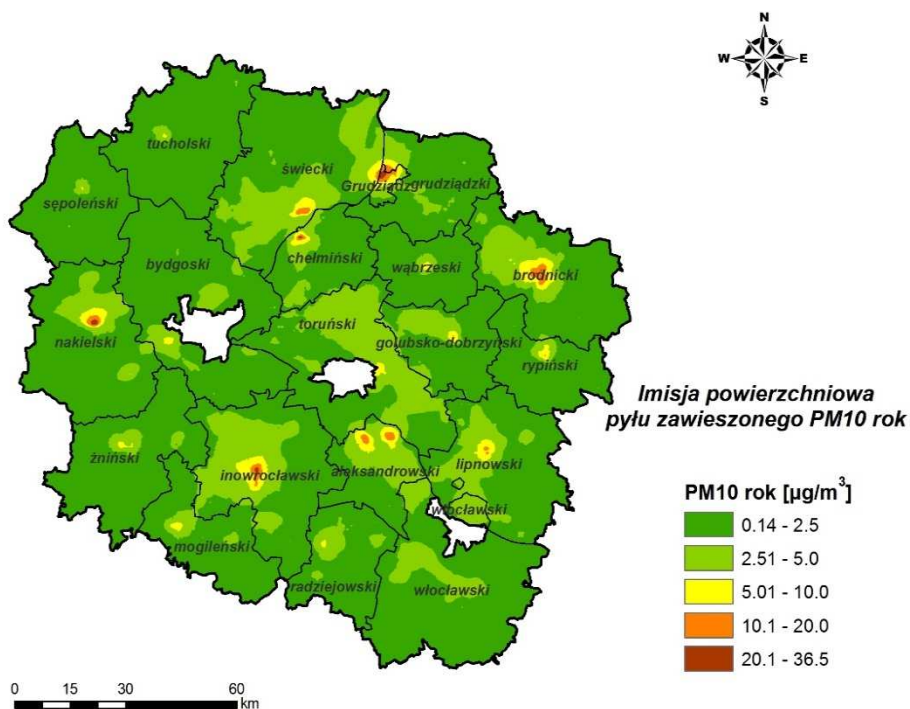 N
W E
S
tucholski
świecki
Grudziądz
grudziądzki
sępoleński
bydgoski
chełmiński
wąbrzeski
brodnicki
nakielski
toruński
golubsko-dobrzyński
rypiński
Imisja powierzchniowa
pyłu zawieszonego PM10 rok
żniński
inowrocławski
aleksandrowski
lipnowski
włocławski
mogileński
radziejowski
włocławski
PM10 rok [µg/m³]
0.14 - 2.5
2.51 - 5.0
5.01 - 10.0
10.1 - 20.0
20.1 - 36.5
0 15 30 60
km